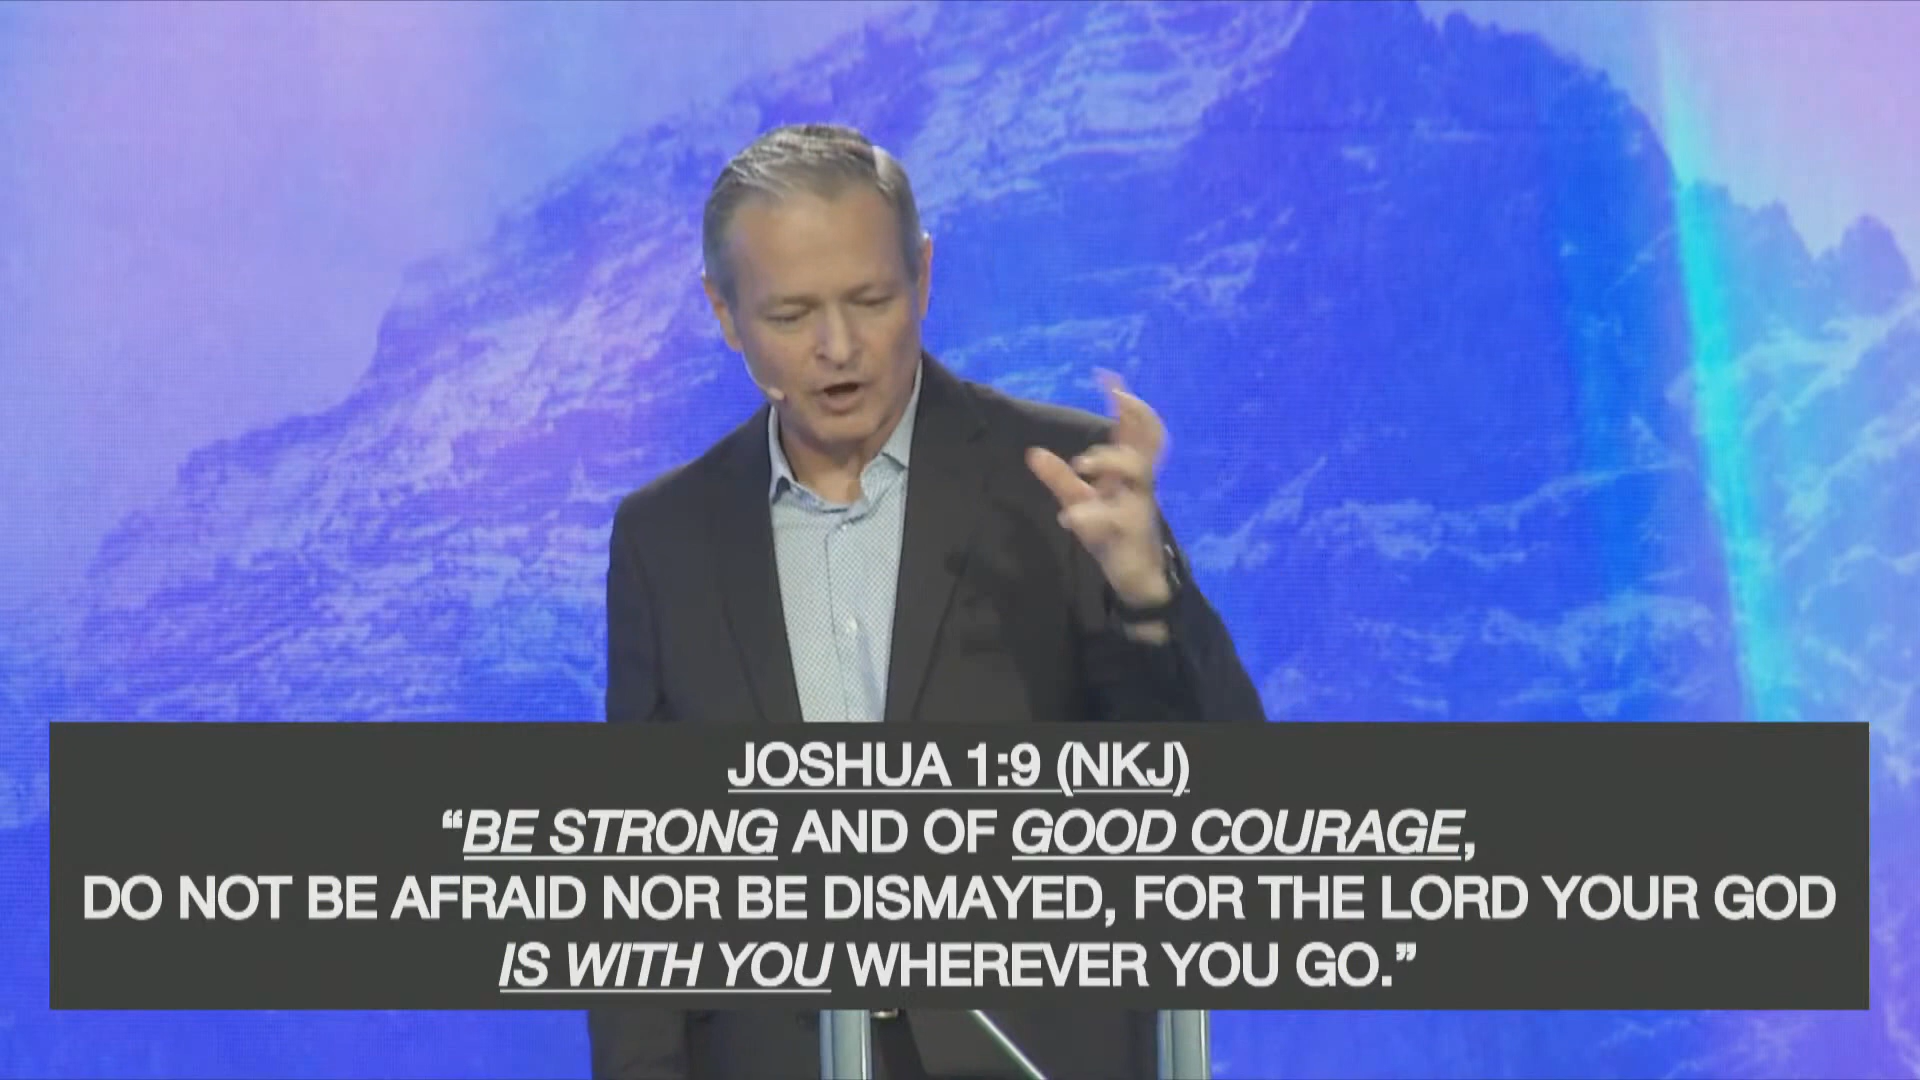 JOSHUA 1:9 (NKJ)
“BE STRONG AND OF GOOD COURAGE,
DO NOT BE AFRAID NOR BE DISMAYED, FOR THE LORD YOUR GOD
IS WITH YOU WHEREVER YOU GO.”